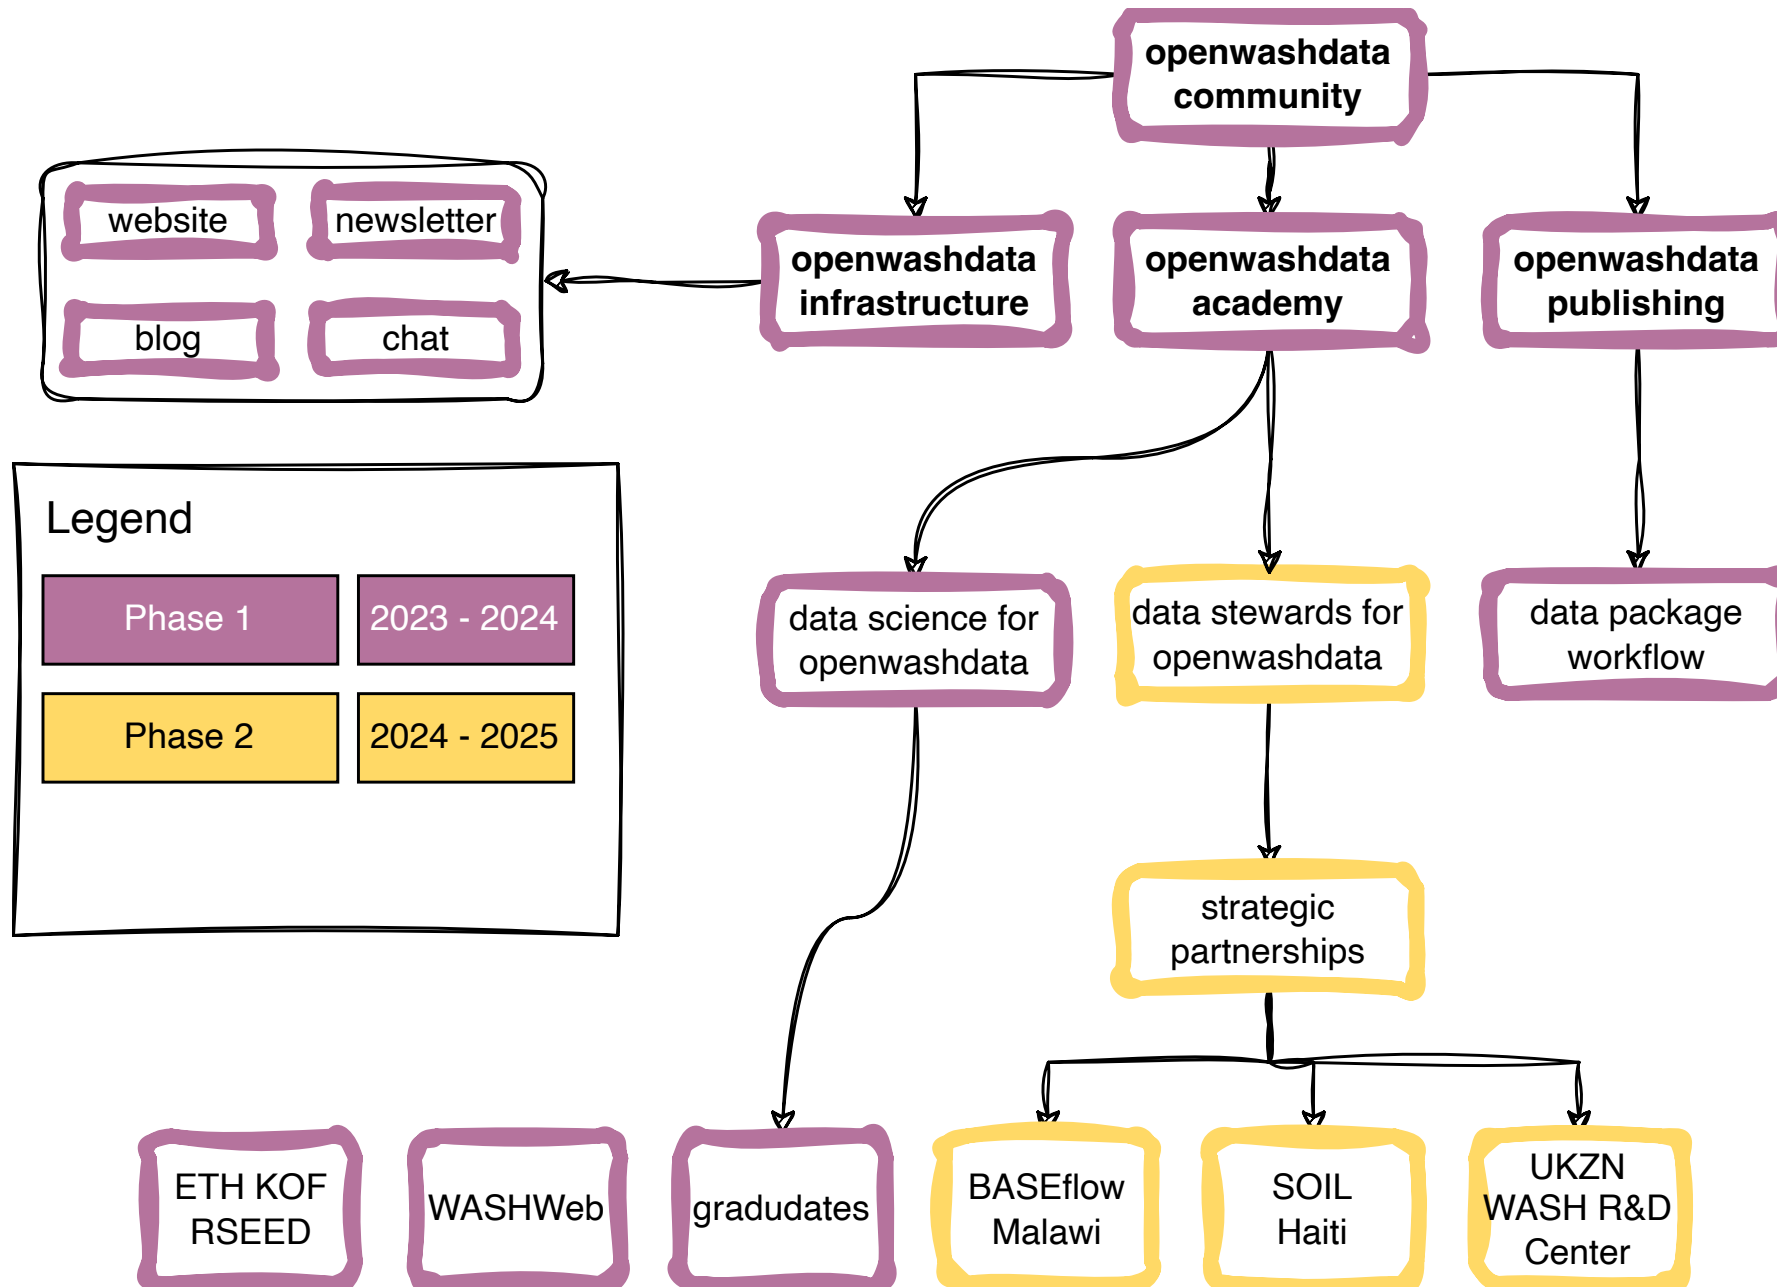 openwashdata
community
website
newsletter
openwashdata
infrastructure
openwashdata
academy
openwashdata
publishing
blog
chat
Legend
Phase 1
2023 - 2024
Phase 2
2024 - 2025
data science for
openwashdata
data stewards for
openwashdata
data package
workflow
strategic
partnerships
ETH KOF
RSEED
WASHWeb
gradudates
BASEflow
Malawi
SOIL
Haiti
UKZN
WASH R&D
Center